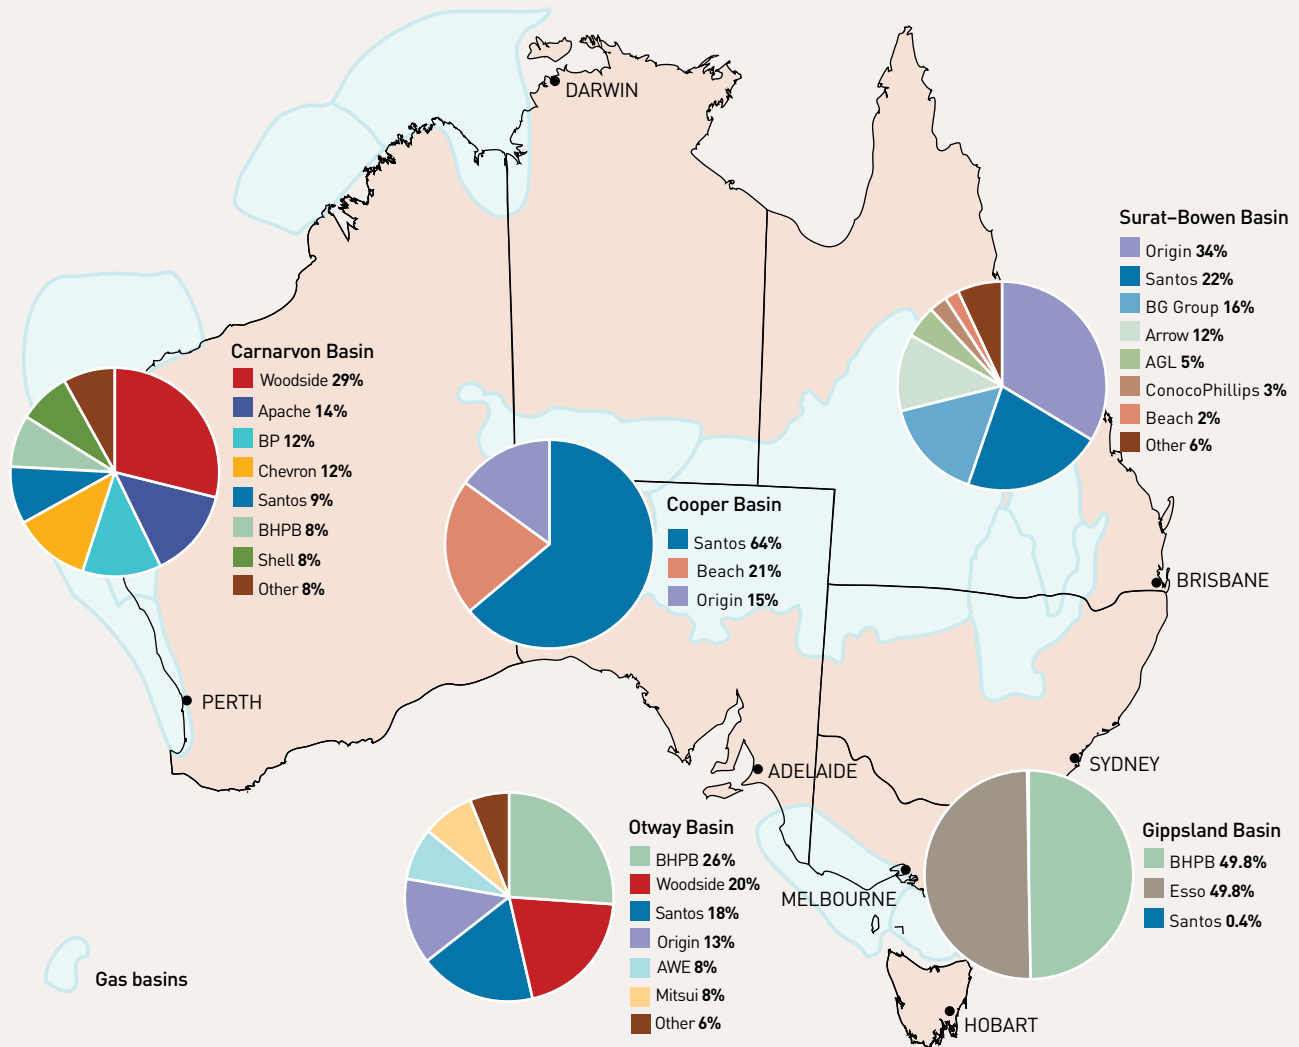 DARWIN
Surat–Bowen Basin
Origin 34%
Santos 22%
BG Group 16%
Arrow 12%
AGL 5%
ConocoPhillips 3%
Beach 2%
Other 6%
Carnarvon Basin
Woodside 29%
Apache 14%
BP 12%
Chevron 12%
Santos 9%
BHPB 8%
Shell 8%
Other 8%
Cooper Basin
Santos 64%
Beach 21%
Origin 15%
BRISBANE
PERTH
ADELAIDE
SYDNEY
Otway Basin
BHPB 26%
Woodside 20%
Santos 18%
Origin 13%
AWE 8%
Mitsui 8%
Other 6%
MELBOURNE
Gippsland Basin
BHPB 49.8%
Esso 49.8%
Santos 0.4%
Gas basins
HOBART